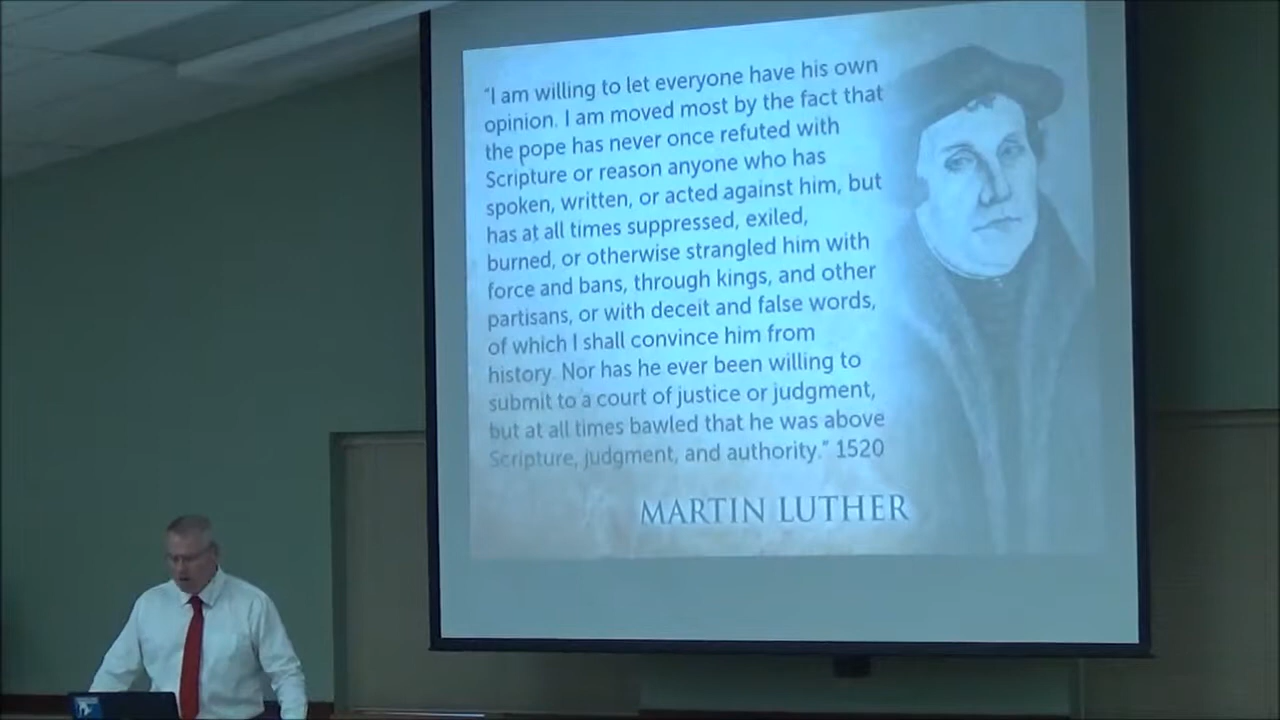 “I am willing to let everyone have his own
opinion. I am moved most by the fact that
the pope has never once refuted with
Scripture or reason anyone who has
spoken, written, or acted against him, but
has at all times suppressed, exiled,
burned, or otherwise strangled him with
force and bans, through kings, and other
partisans, or with deceit and false words,
of which I shall convince him from
history. Nor has he ever been willing to
submit to a court of justice or judgment,
but at all times bawled that he was above
Scripture, judgment, and authority.” 1520
MARTIN LUTHER